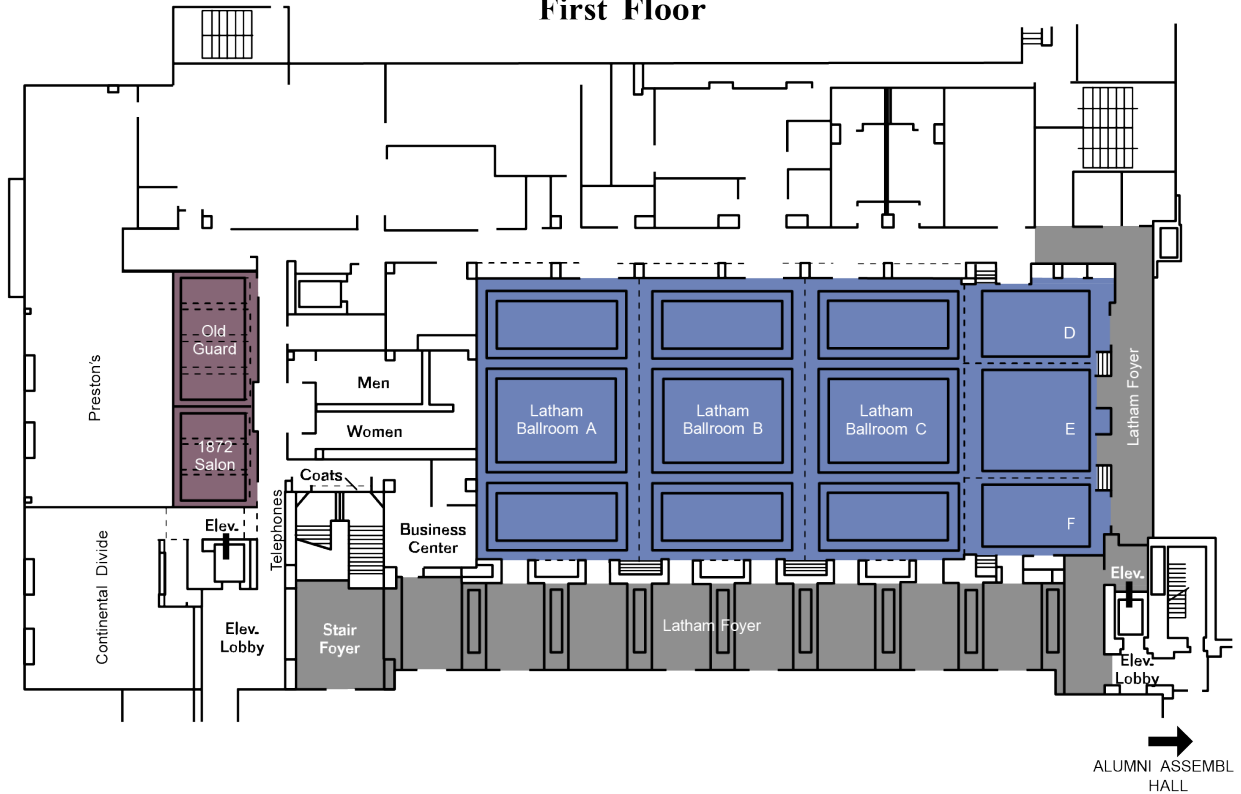 First Floor
Old
Guard
D
Preston's
Latham Foyer
Men
Latham
Ballroom A
Latham
Ballroom B
Latham
Ballroom C
E
Women
1872
Salon
Coats
Telephones
Elev.
Business
Center
F
Continental Divide
Elev.
Elev.
Lobby
Stair
Foyer
Latham Foyer
Elev.
Lobby
ALUMNI ASSEMBL
HALL